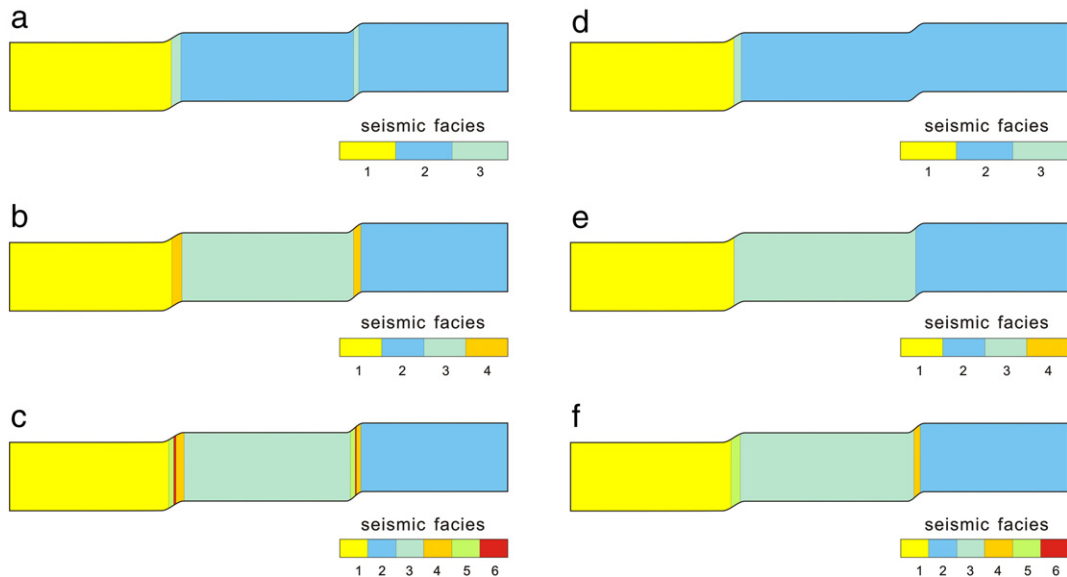 a
seismic facies
1 2 3
b
seismic facies
1 2 3 4
c
seismic facies
1 2 3 4 5 6
d
seismic facies
1 2 3
e
seismic facies
1 2 3 4
f
seismic facies
1 2 3 4 5 6